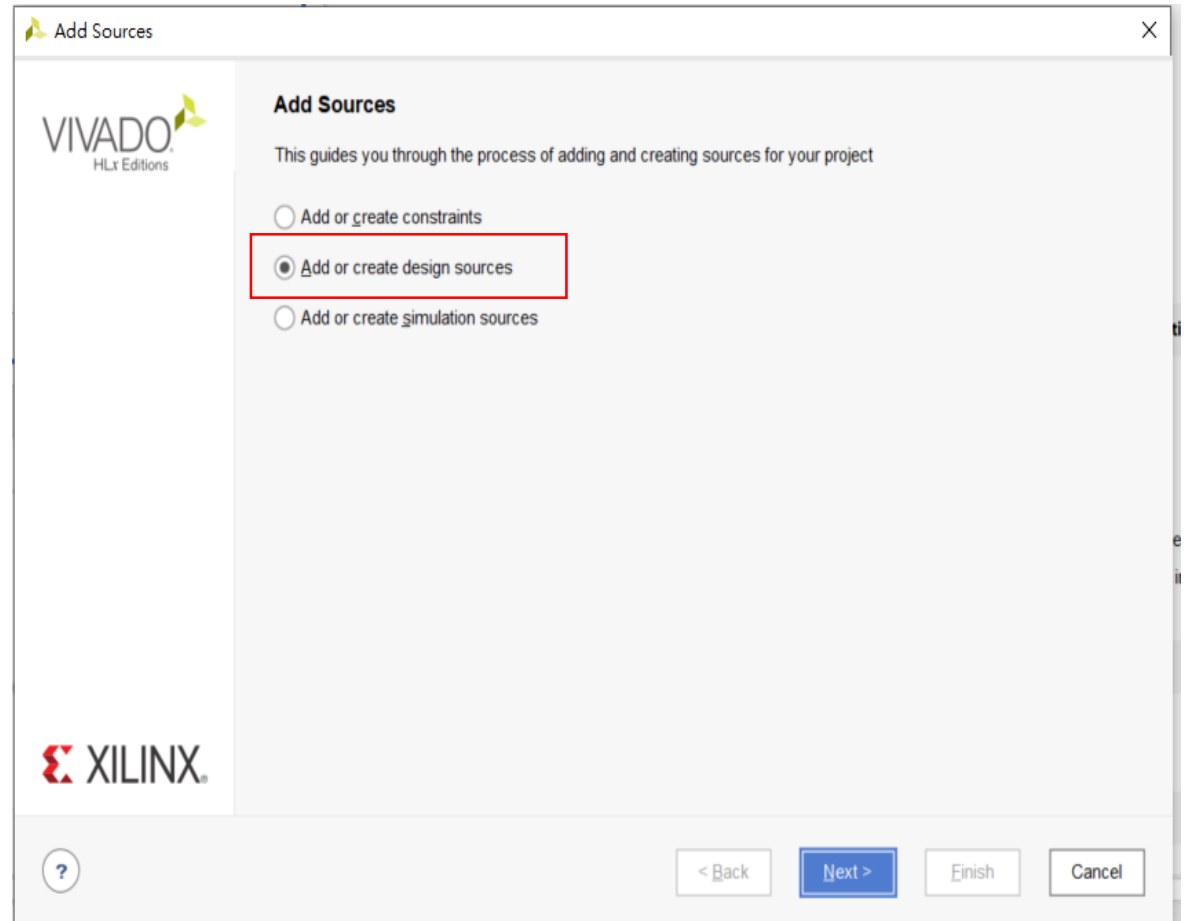 Add Sources
VIVADO.
HLx Editions
Add Sources
This guides you through the process of adding and creating sources for your project
Add or create constraints
Add or create design sources
Add or create simulation sources
XILINX.
?
< Back
Next >
Finish
Cancel